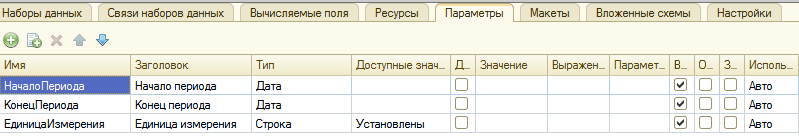 Наборы данных Связи наборов данных Вычисляемые поля Ресурсы Параметры Макеты Вложенные схемы Настройки
Имя Заголовок Тип Доступные знач... Д... Значение Выражен... Парамет... В... О... З... Исполь...
НачалоПериода Начало периода Дата Авто
КонецПериода Конец периода Дата Авто
ЕдиницаИзмерения Единица измерения Строка Установлены Авто